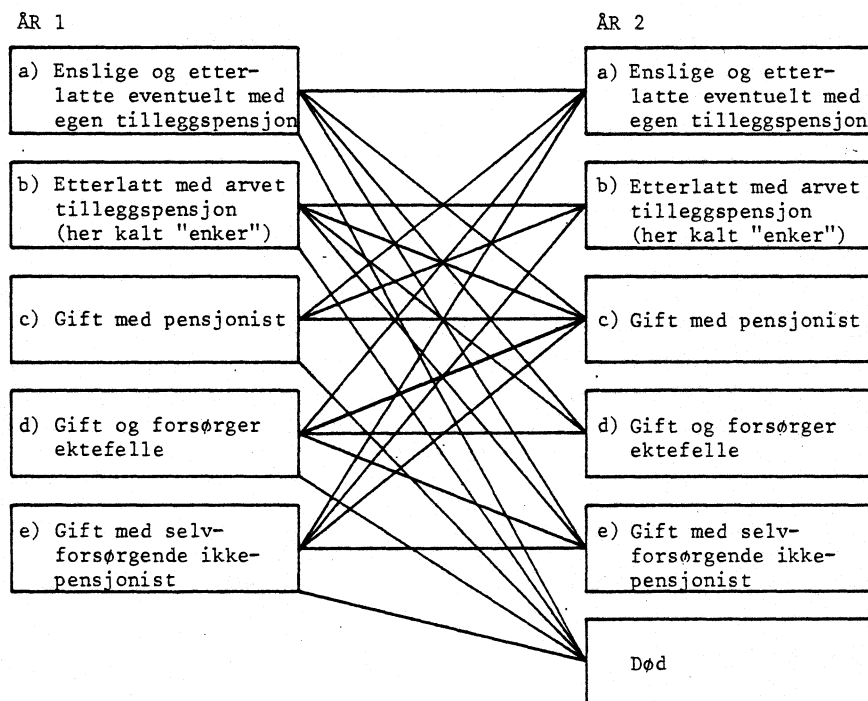 ÅR 1
a) Enslige og etter-
latte eventuelt med
egen tilleggspensjon
b) Etterlatt med arvet
tilleggspensjon
(her kalt "enker")
c) Gift med pensjonist
d) Gift og forsørger
ektefelle
e) Gift med selv-
forsørgende ikke-
pensjonist
ÅR 2
a) Enslige og etter-
latte eventuelt med
egen tilleggspensjon
b) Etterlatt med arvet
tilleggspensjon
(her kalt "enker")
c) Gift med pensjonist
d) Gift og forsørger
ektefelle
e) Gift med selv-
forsørgende ikke-
pensjonist
Død